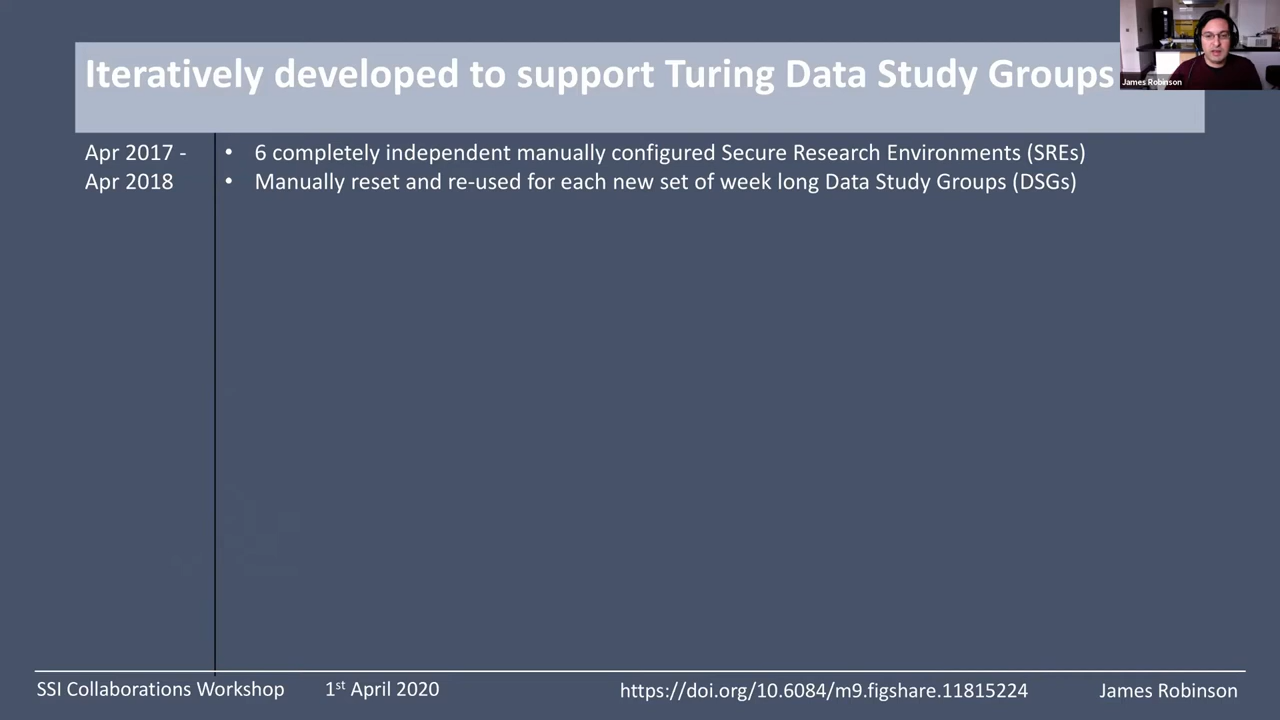 Iteratively developed to support Turing Data Study Groups
James Robinson
Apr 2017 -
Apr 2018
• 6 completely independent manually configured Secure Research Environments (SREs)
• Manually reset and re-used for each new set of week long Data Study Groups (DSGs)
SSI Collaborations Workshop 1st April 2020 https://doi.org/10.6084/m9.figshare.11815224 James Robinson